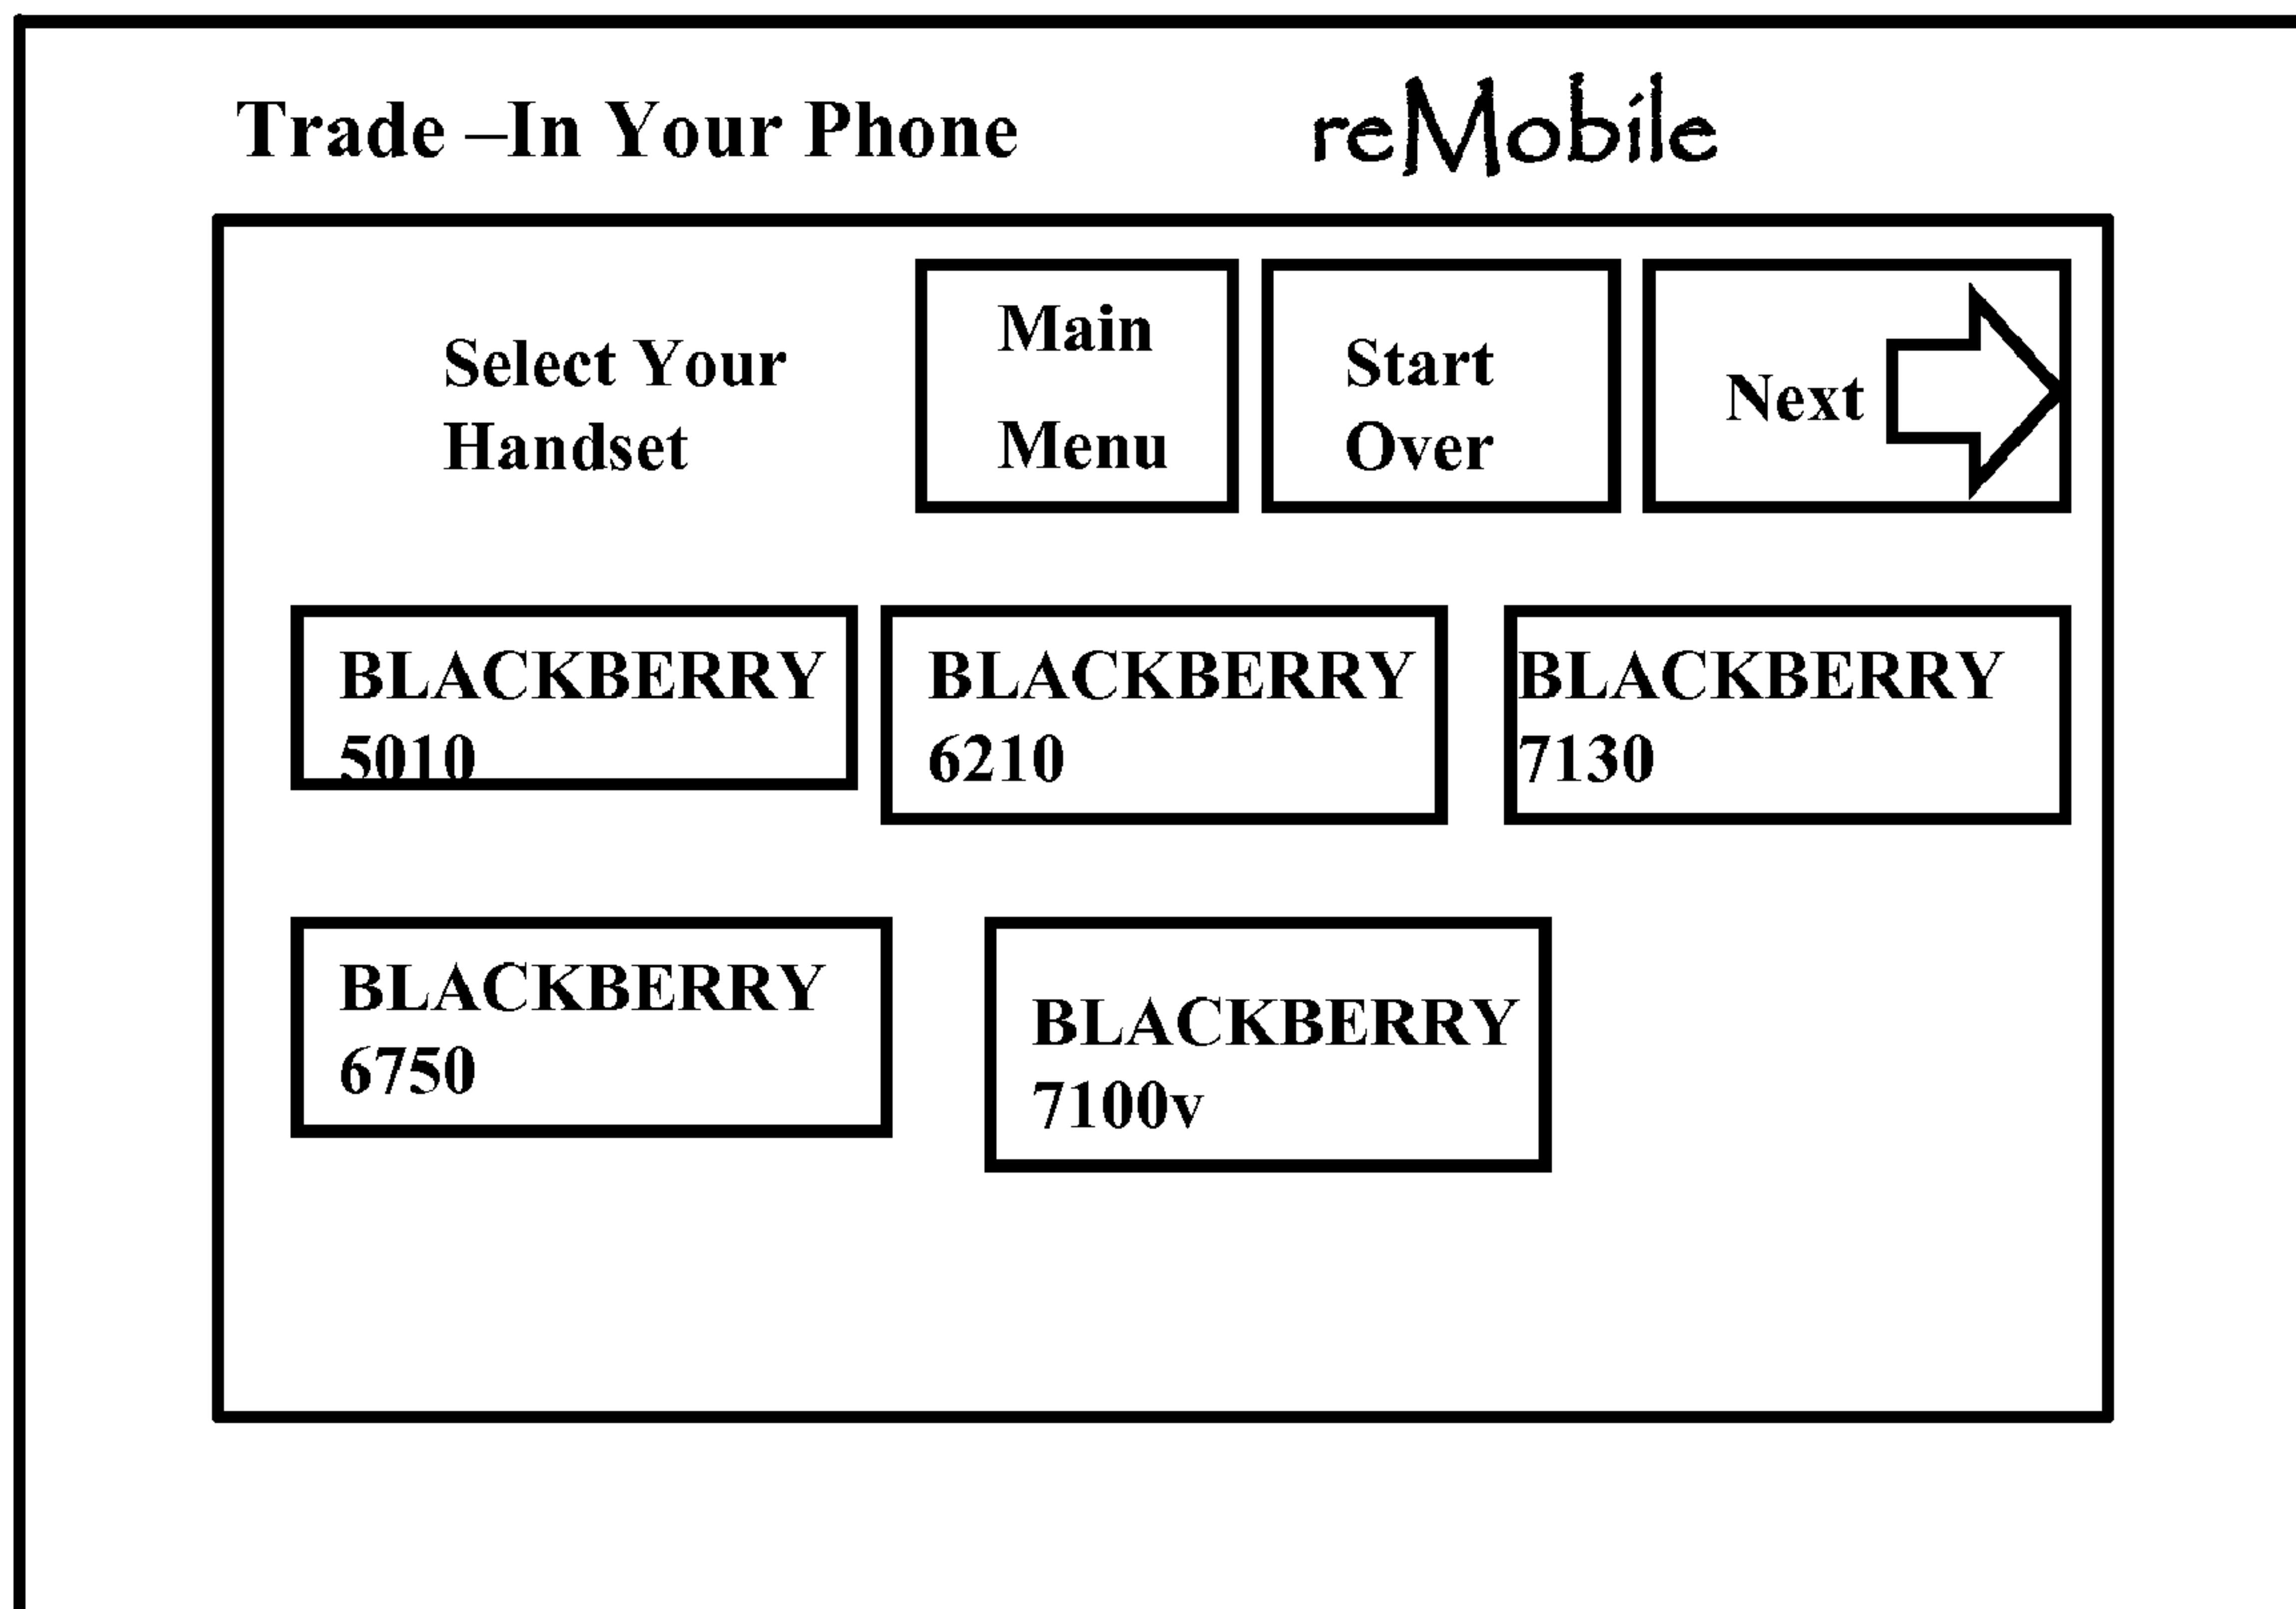 Trade –In Your Phone
reMobile
Select Your
Handset
Main
Menu
Start
Over
Next
BLACKBERRY
5010
BLACKBERRY
6210
BLACKBERRY
7130
BLACKBERRY
6750
BLACKBERRY
7100v